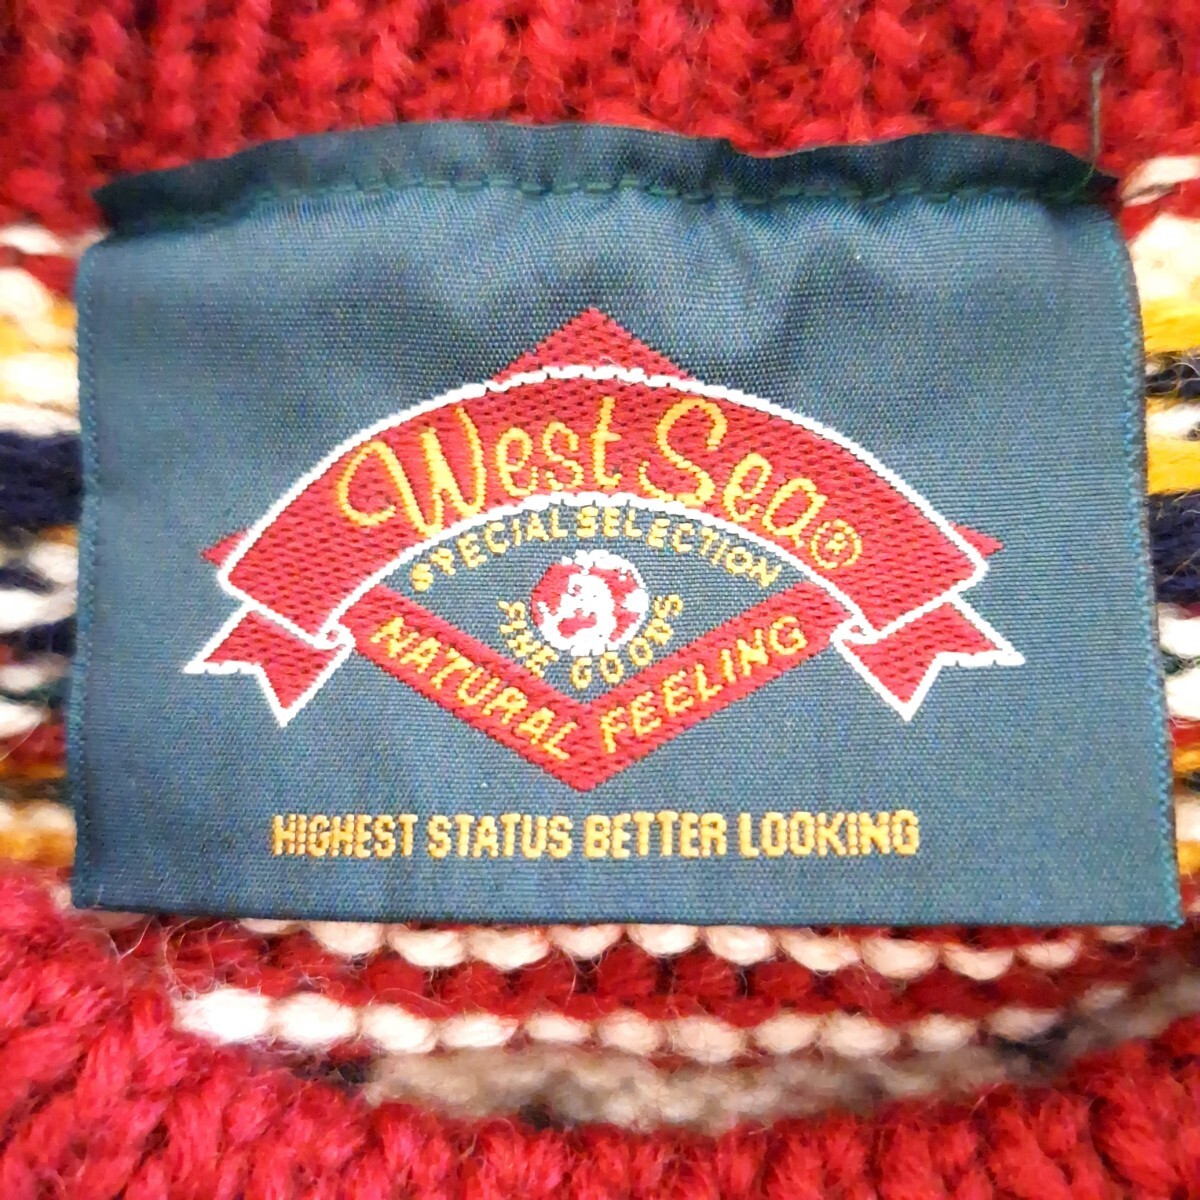 West Sea®
SPECIAL SELECTION
FINE GOODS
NATURAL FEELING
HIGHEST STATUS BETTER LOOKING